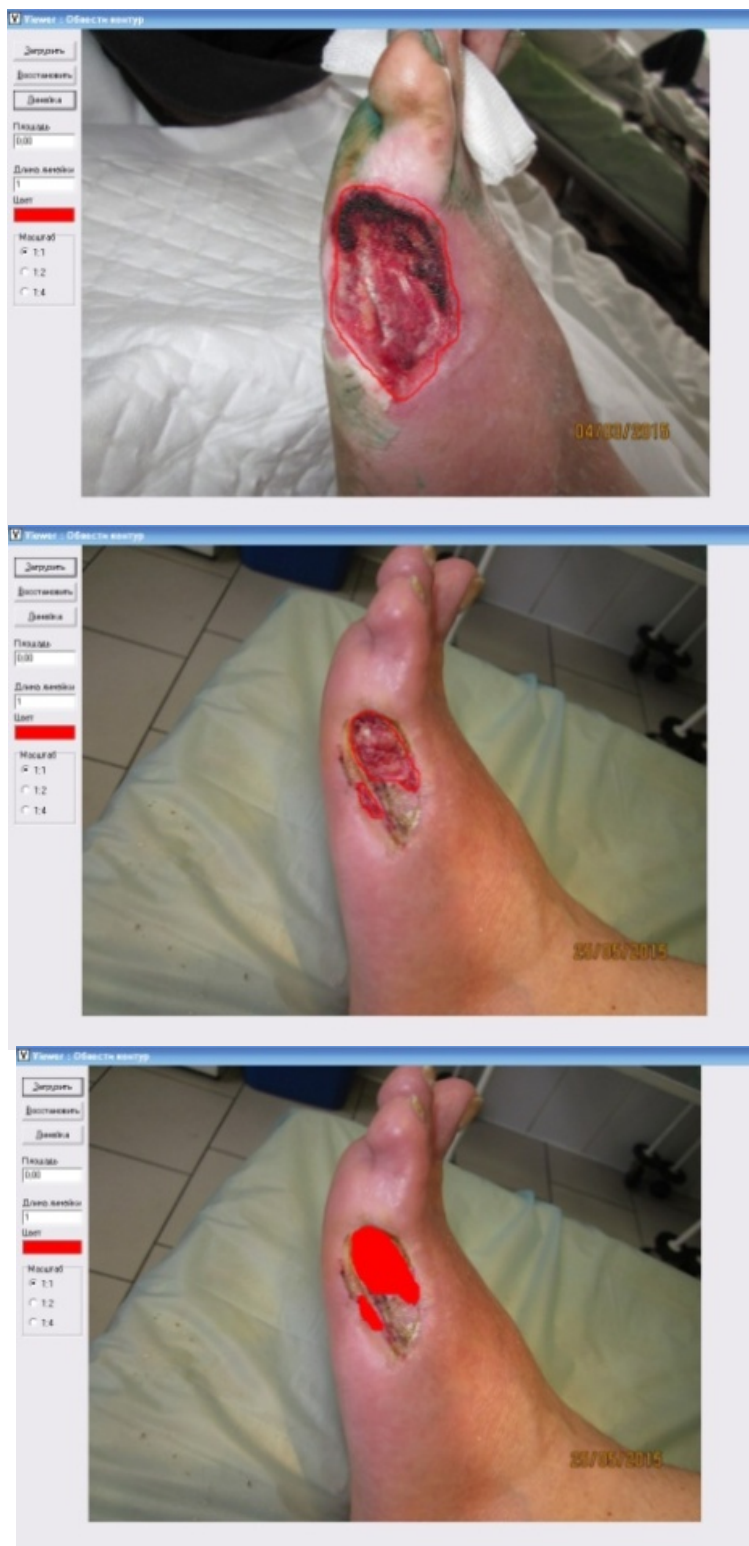 Viewer : Обвести контур
Загрузить
Восстановить
Линейка
Площадь
0,00
Длина линейки
1
Цвет
Масштаб
1:1
1:2
1:4
04/03/2015
Viewer : Обвести контур
Загрузить
Восстановить
Линейка
Площадь
0,00
Длина линейки
1
Цвет
Масштаб
1:1
1:2
1:4
25/05/2015
Viewer : Обвести контур
Загрузить
Восстановить
Линейка
Площадь
0,00
Длина линейки
1
Цвет
Масштаб
1:1
1:2
1:4
25/05/2015